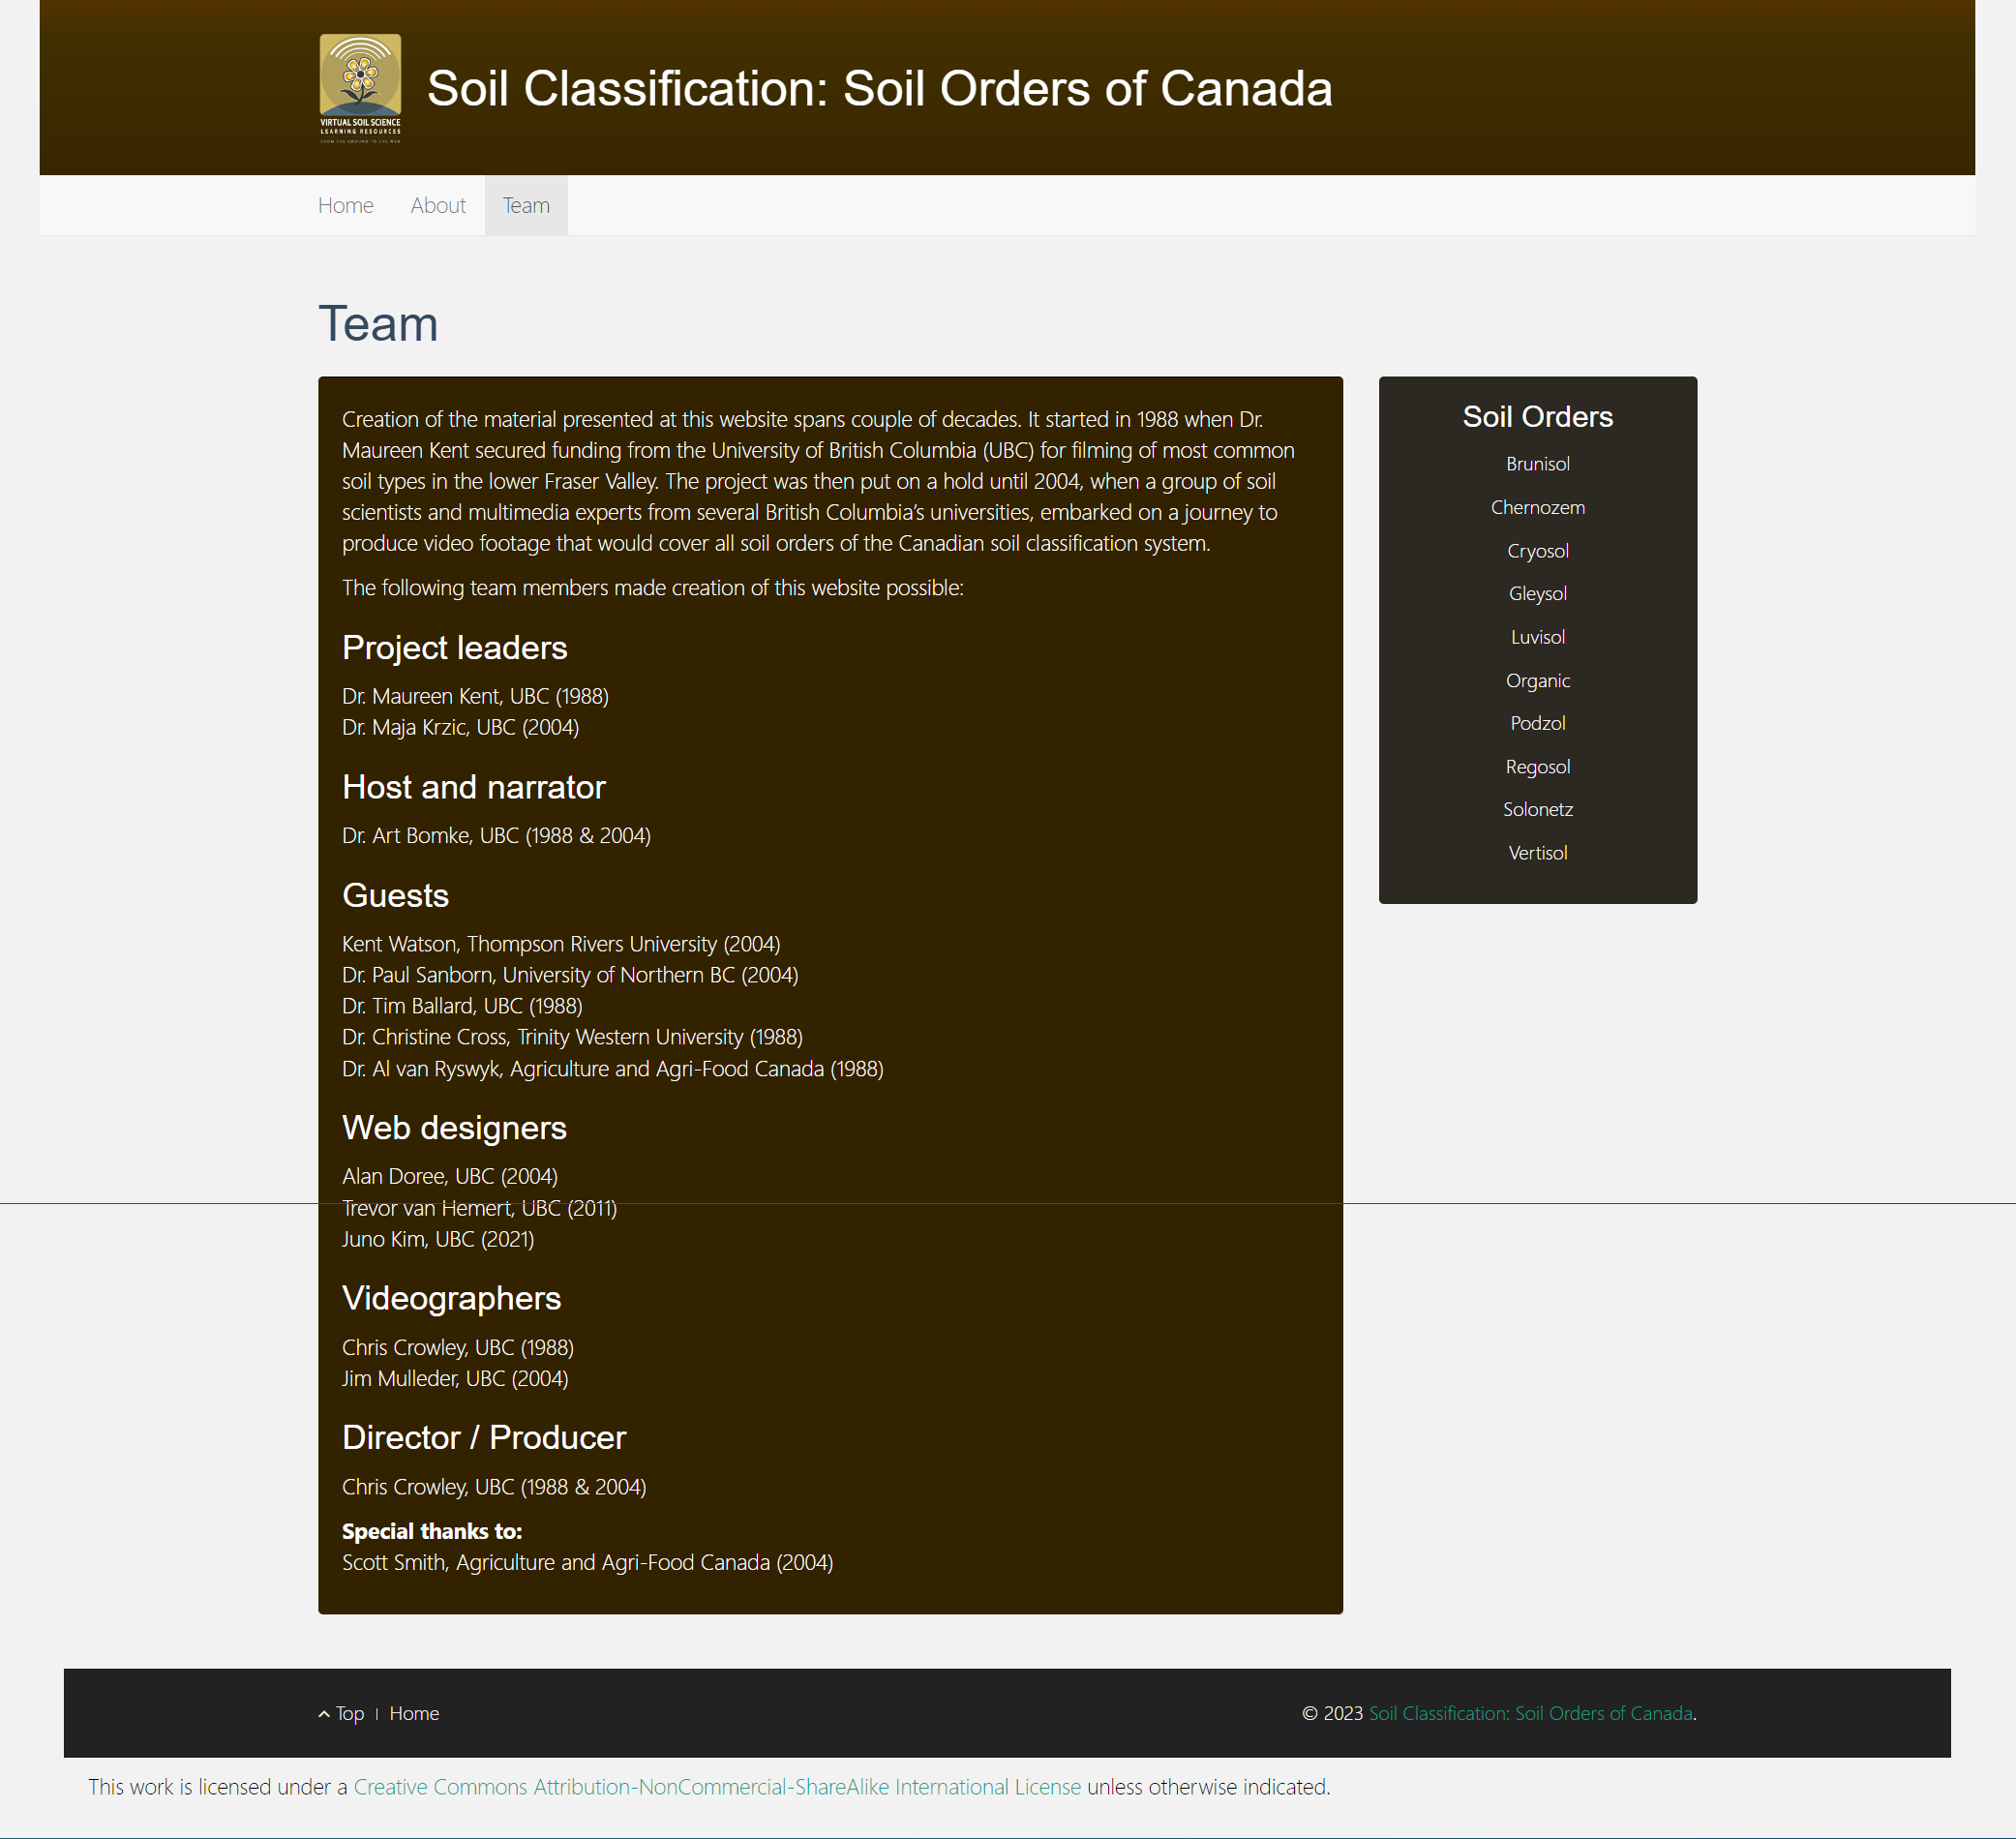 VIRTUAL SOIL SCIENCE
LEARNING RESOURCES
FROM THE GROUND TO THE WEB
Soil Classification: Soil Orders of Canada
Home About Team
Team
Creation of the material presented at this website spans couple of decades. It started in 1988 when Dr.
Maureen Kent secured funding from the University of British Columbia (UBC) for filming of most common
soil types in the lower Fraser Valley. The project was then put on a hold until 2004, when a group of soil
scientists and multimedia experts from several British Columbia’s universities, embarked on a journey to
produce video footage that would cover all soil orders of the Canadian soil classification system.
The following team members made creation of this website possible:
Project leaders
Dr. Maureen Kent, UBC (1988)
Dr. Maja Krzic, UBC (2004)
Host and narrator
Dr. Art Bomke, UBC (1988 & 2004)
Guests
Kent Watson, Thompson Rivers University (2004)
Dr. Paul Sanborn, University of Northern BC (2004)
Dr. Tim Ballard, UBC (1988)
Dr. Christine Cross, Trinity Western University (1988)
Dr. Al van Ryswyk, Agriculture and Agri-Food Canada (1988)
Web designers
Alan Doree, UBC (2004)
Trevor van Hemert, UBC (2011)
Juno Kim, UBC (2021)
Videographers
Chris Crowley, UBC (1988)
Jim Mulleder, UBC (2004)
Director / Producer
Chris Crowley, UBC (1988 & 2004)
Special thanks to:
Scott Smith, Agriculture and Agri-Food Canada (2004)
Soil Orders
Brunisol
Chernozem
Cryosol
Gleysol
Luvisol
Organic
Podzol
Regosol
Solonetz
Vertisol
Top | Home
© 2023 Soil Classification: Soil Orders of Canada.
This work is licensed under a Creative Commons Attribution-NonCommercial-ShareAlike International License unless otherwise indicated.